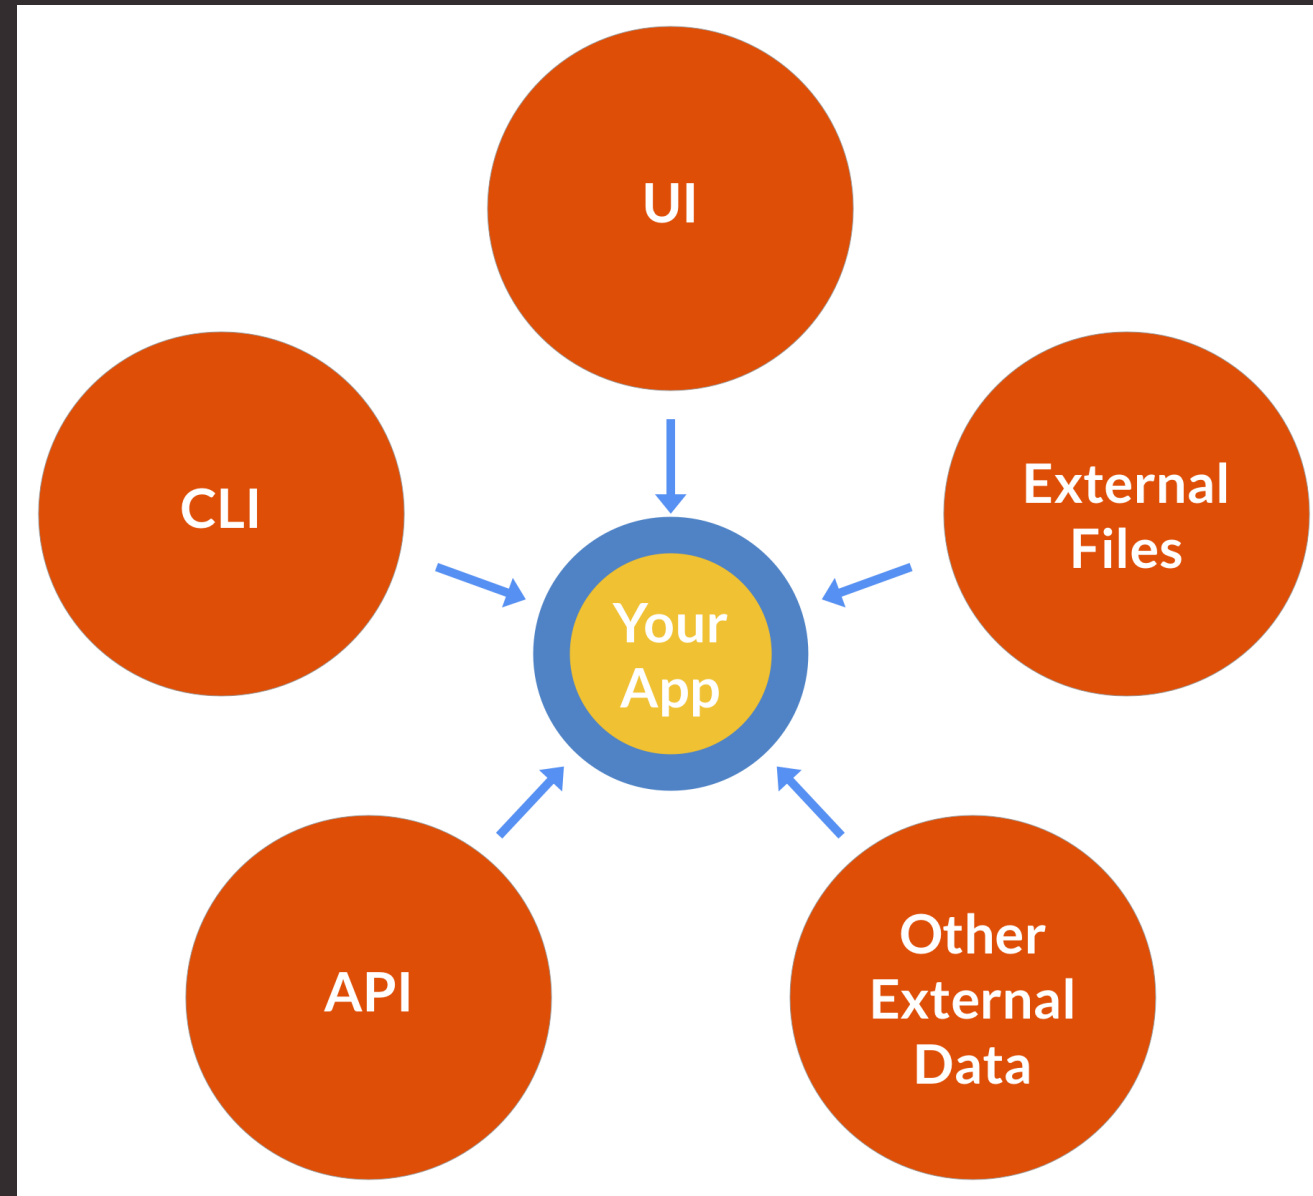 UI
CLI
External
Files
Your
App
API
Other
External
Data